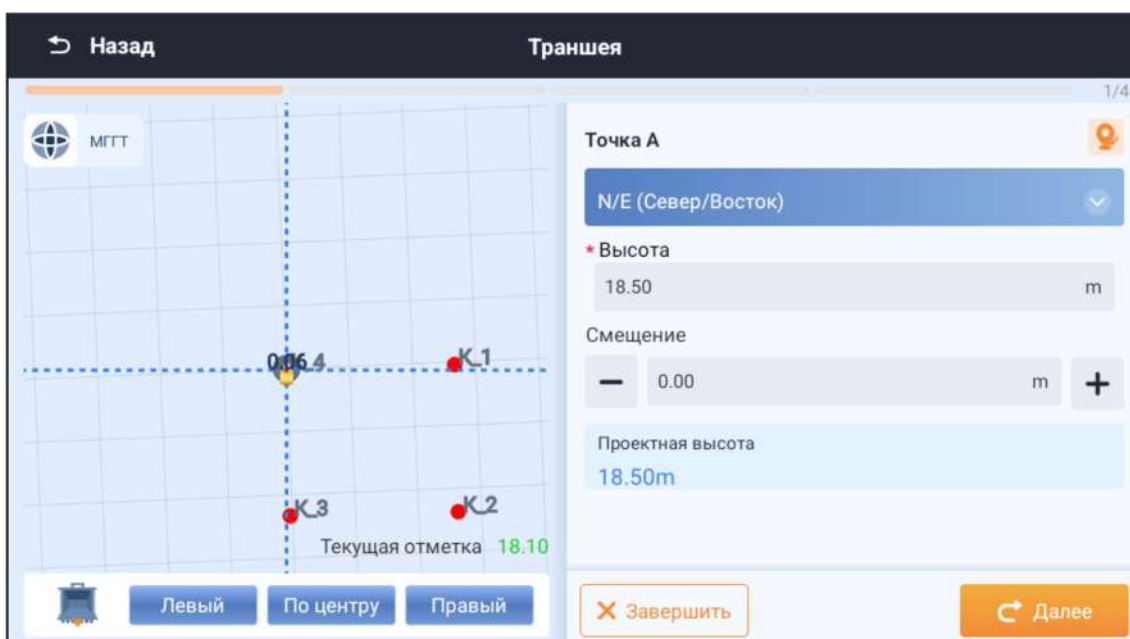 Назад
Траншея
1/4
МГГТ
Точка A
N/E (Север/Восток)
* Высота
18.50 m
Смещение
− 0.00 m +
Проектная высота
18.50m
K_1
K_3
K_2
Текущая отметка 18.10
Левый
По центру
Правый
Завершить
Далее